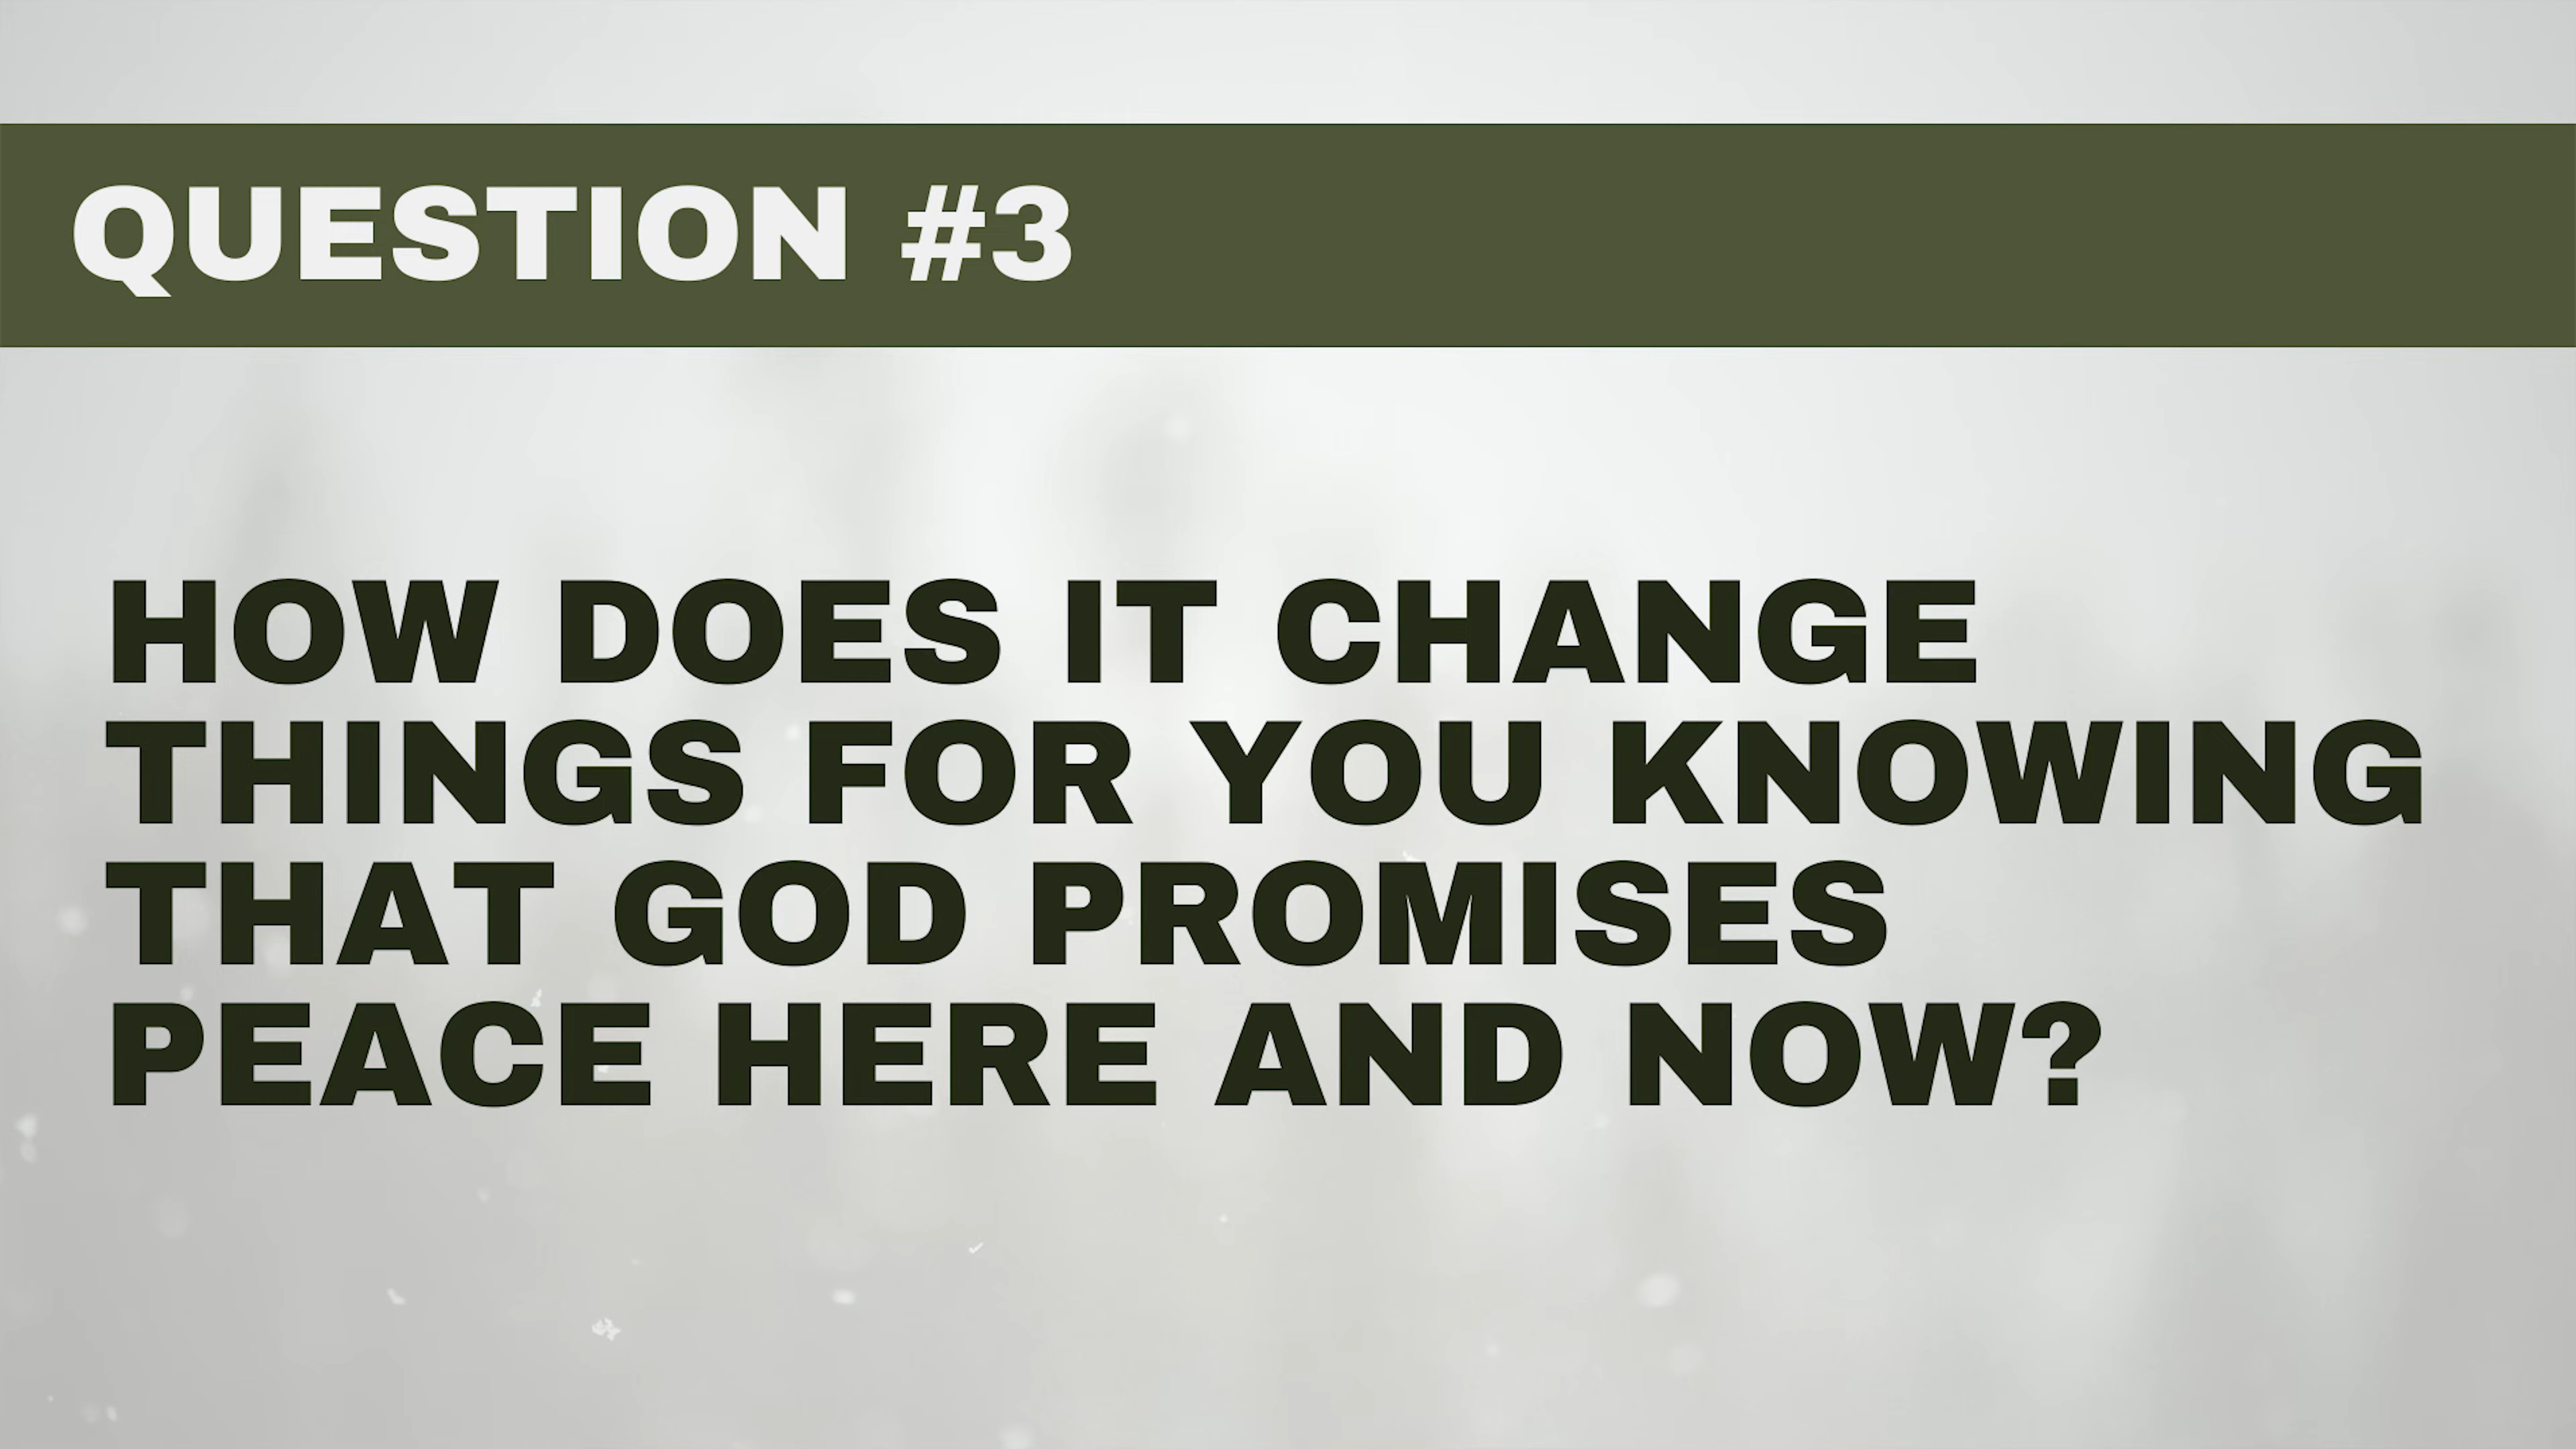 QUESTION #3
HOW DOES IT CHANGE
THINGS FOR YOU KNOWING
THAT GOD PROMISES
PEACE HERE AND NOW?